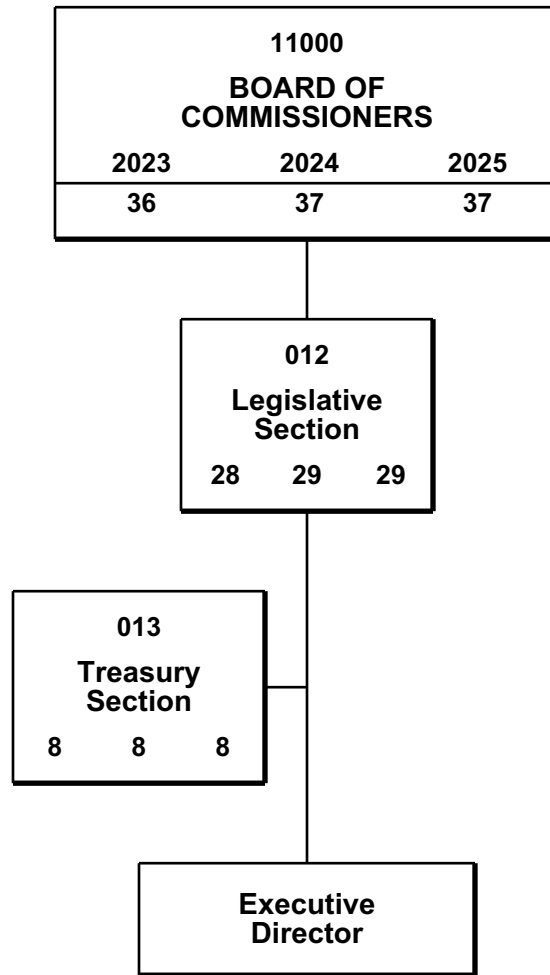 11000
BOARD OF
COMMISSIONERS
2023 2024 2025
36 37 37
012
Legislative
Section
28 29 29
013
Treasury
Section
8 8 8
Executive
Director